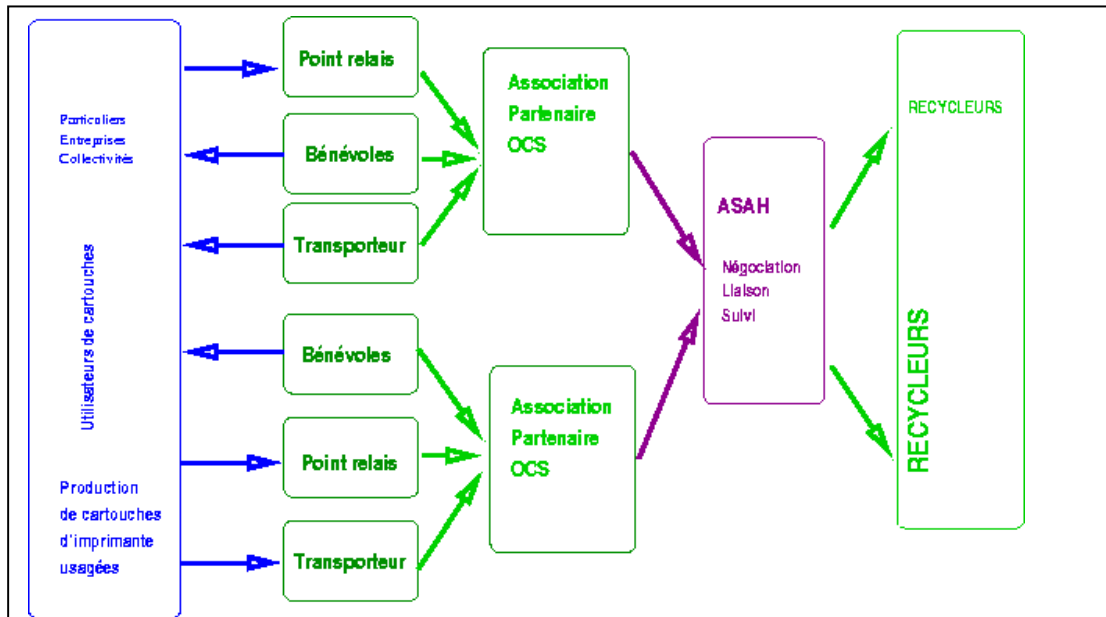 Particuliers
Entreprises
Collectivités
Utilisateurs de cartouches
Production
de cartouches
d'imprimante
usagées
Point relais
Bénévoles
Transporteur
Bénévoles
Point relais
Transporteur
Association
Partenaire
OCS
Association
Partenaire
OCS
ASAH
Négociation
Liaison
Suivi
RECYCLEURS
RECYCLEURS